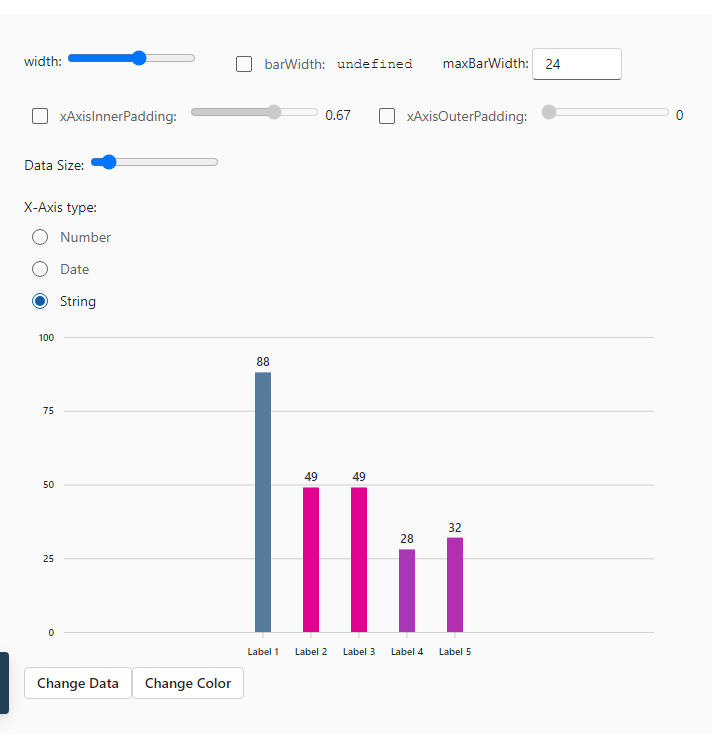 width: barWidth: undefined maxBarWidth: 24
xAxisInnerPadding: 0.67 xAxisOuterPadding: 0
Data Size:
X-Axis type:
Number
Date
String
100
88
75
50
49 49
32
28
25
0
Label 1 Label 2 Label 3 Label 4 Label 5
Change Data Change Color